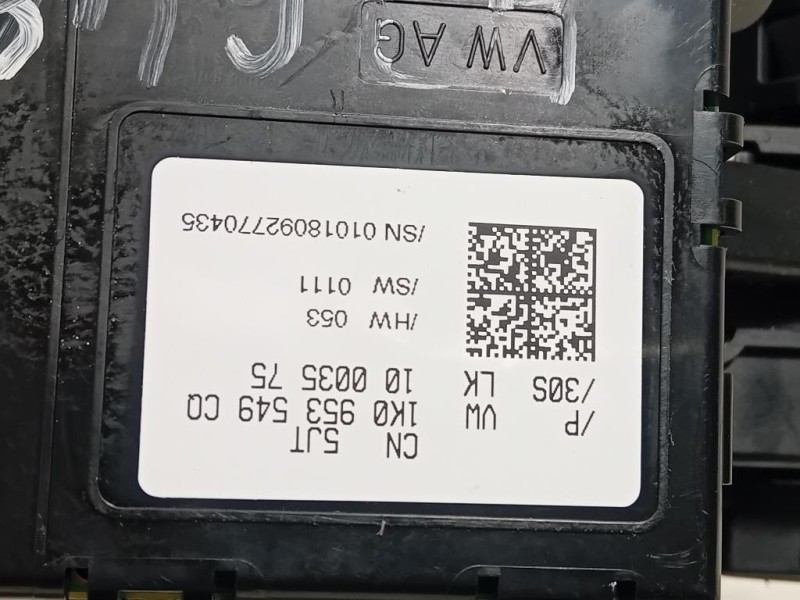 CN 5JT
/P VW 1K0 953 549 CQ
/30S LK 10 0035 75
/HW 053
/SW 0111
/SN 01018092770435
VW AG